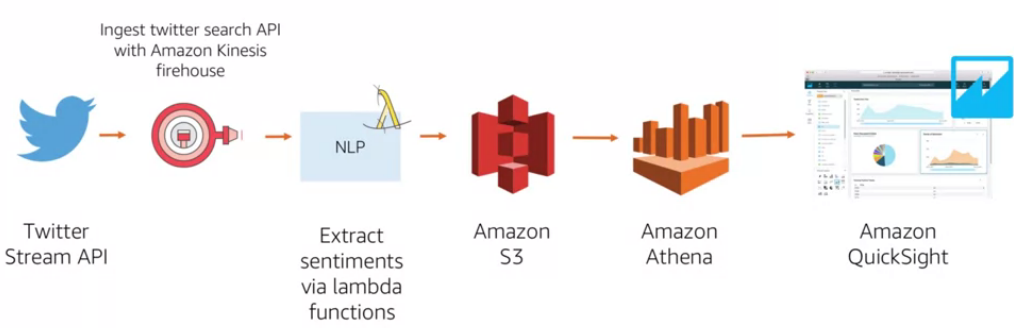 Ingest twitter search API
with Amazon Kinesis
firehouse
NLP
Twitter
Stream API
Extract
sentiments
via lambda
functions
Amazon
S3
Amazon
Athena
Amazon
QuickSight